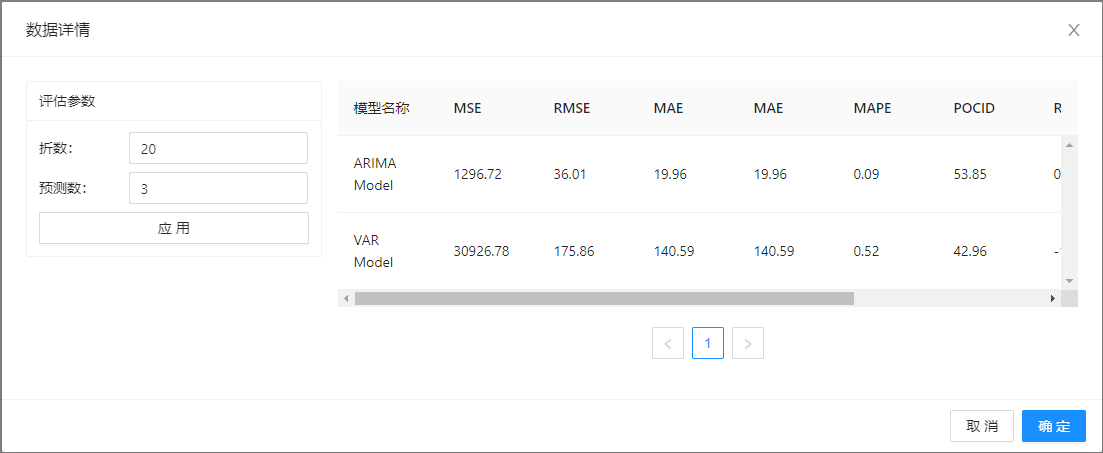 数据详情
评估参数
折数:
20
预测数:
3
应 用
模型名称 MSE RMSE MAE MAE MAPE POCID R
ARIMA
Model
1296.72 36.01 19.96 19.96 0.09 53.85 0
VAR
Model
30926.78 175.86 140.59 140.59 0.52 42.96 -
1
取 消
确 定